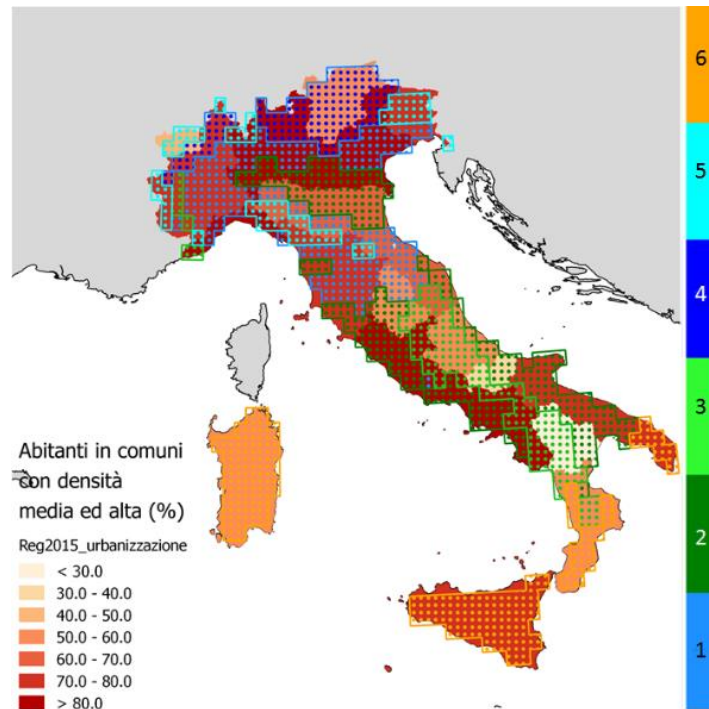 Abitanti in comuni
con densità
media ed alta (%)
Reg2015_urbanizzazione
< 30.0
30.0 - 40.0
40.0 - 50.0
50.0 - 60.0
60.0 - 70.0
70.0 - 80.0
> 80.0
6
5
4
3
2
1